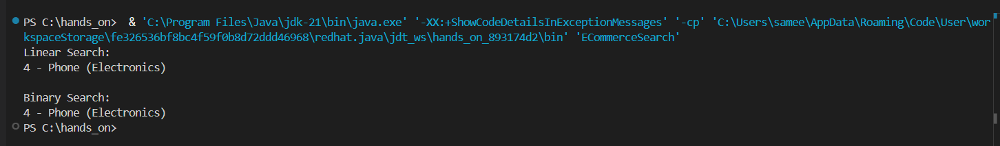 PS C:\hands_on>  & 'C:\Program Files\Java\jdk-21\bin\java.exe' '-XX:+ShowCodeDetailsInExceptionMessages' '-cp' 'C:\Users\samee\AppData\Roaming\Code\User\wor
kspaceStorage\fe326536bf8bc4f59f0b8d72ddd46968\redhat.java\jdt_ws\hands_on_893174d2\bin' 'ECommerceSearch'
Linear Search:
4 - Phone (Electronics)
Binary Search:
4 - Phone (Electronics)
PS C:\hands_on>